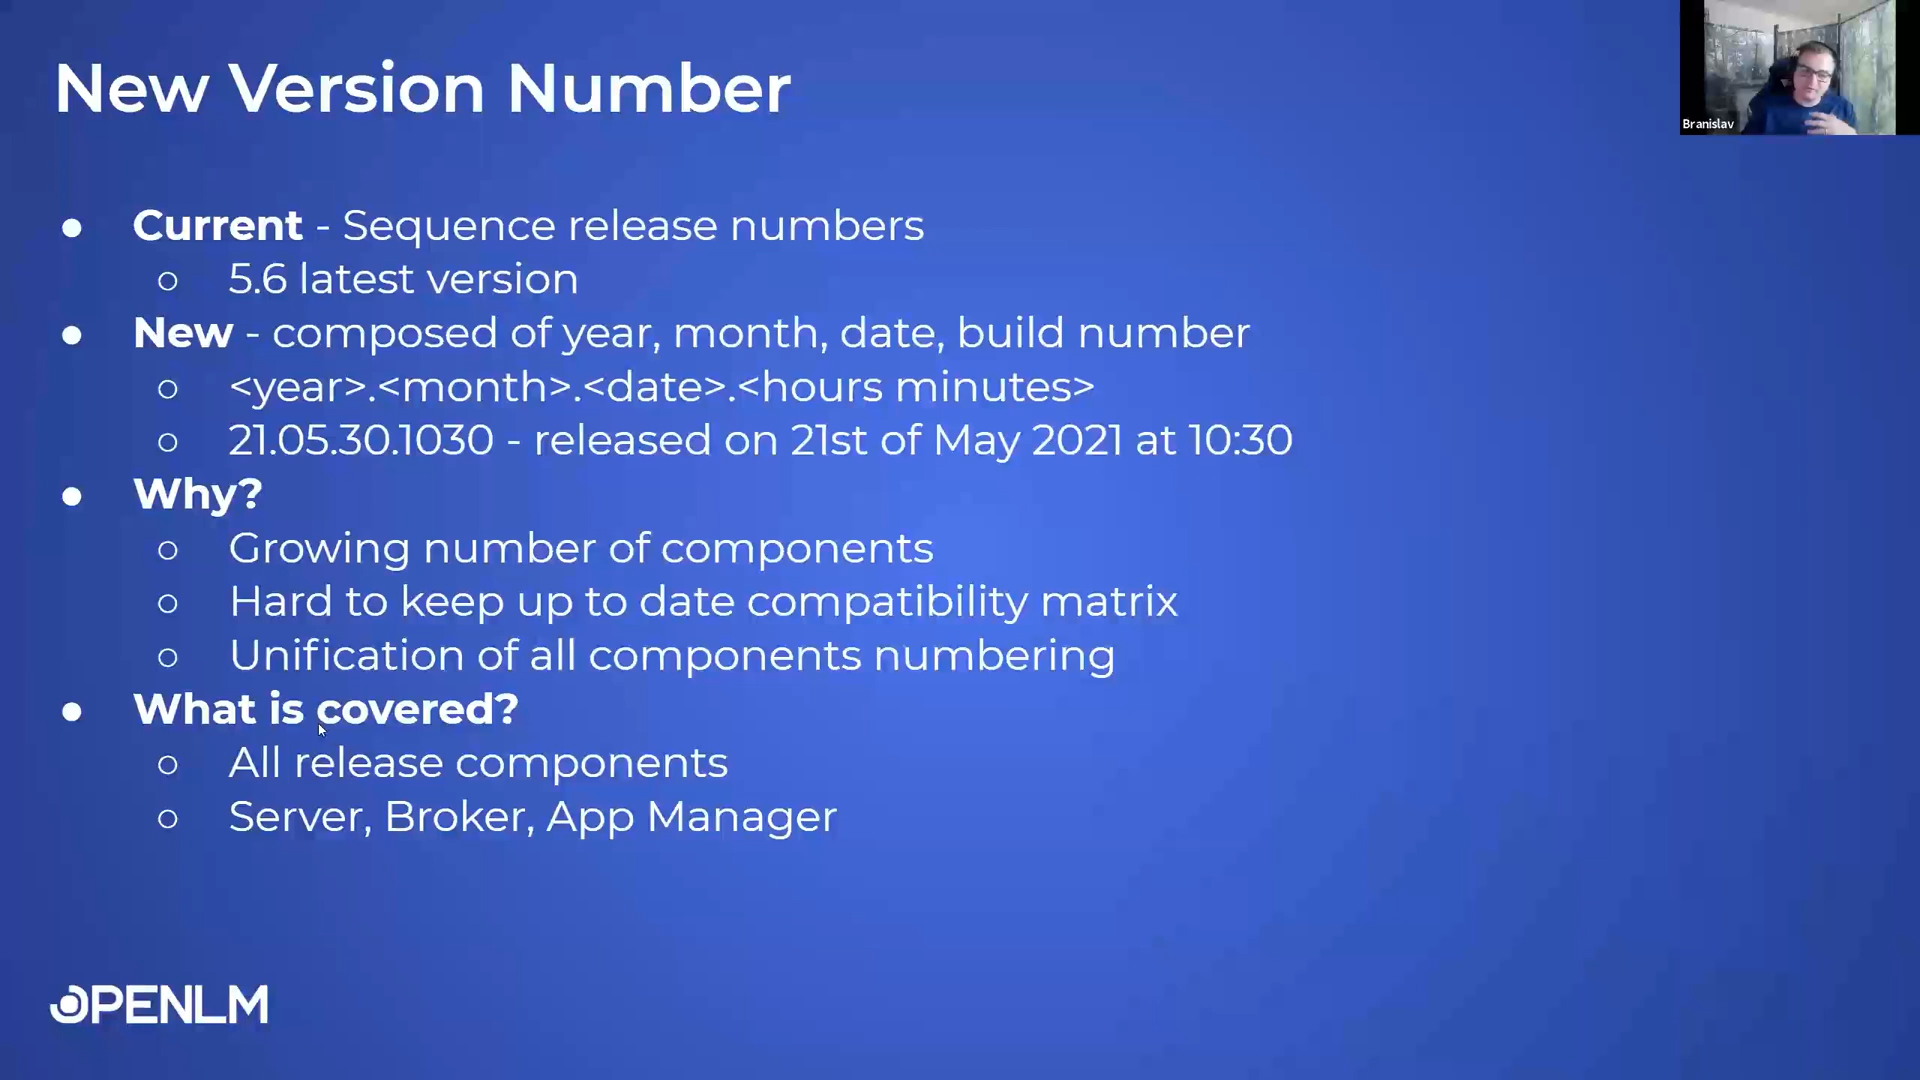 New Version Number
Branislav
● Current - Sequence release numbers
○ 5.6 latest version
● New - composed of year, month, date, build number
○ <year>.<month>.<date>.<hours minutes>
○ 21.05.30.1030 - released on 21st of May 2021 at 10:30
● Why?
○ Growing number of components
○ Hard to keep up to date compatibility matrix
○ Unification of all components numbering
● What is covered?
○ All release components
○ Server, Broker, App Manager
OPENLM